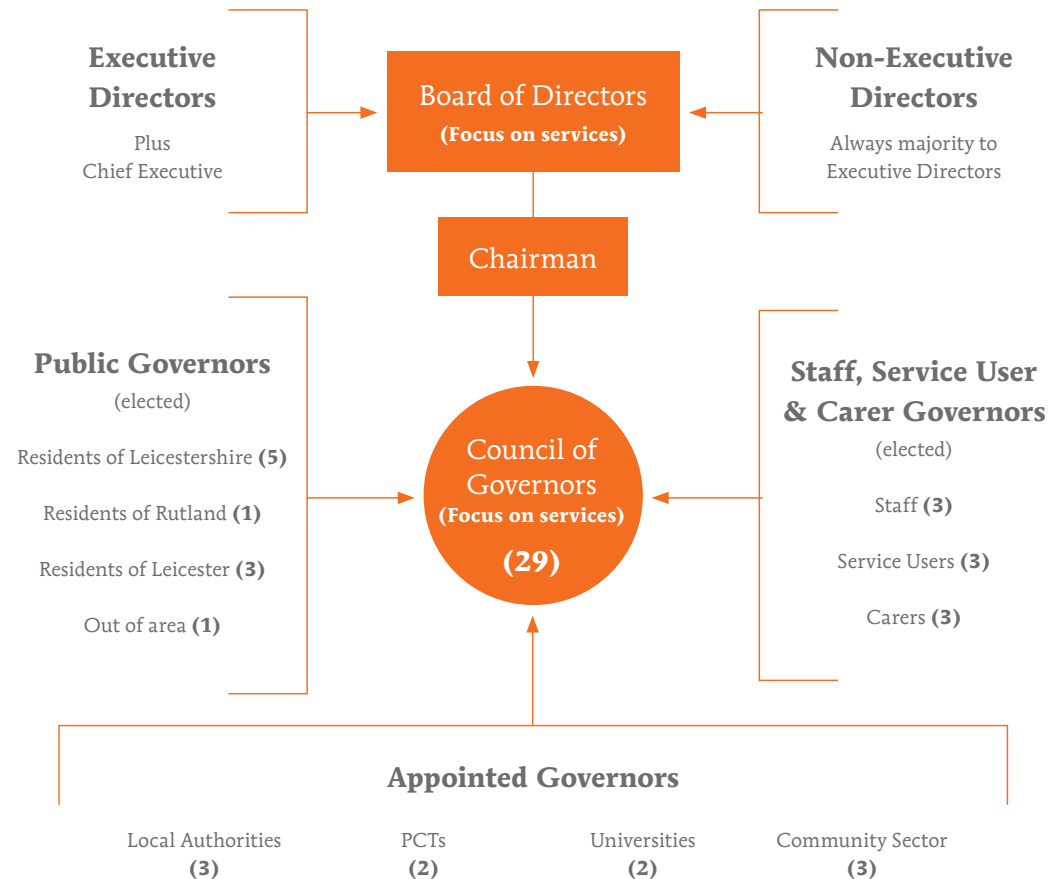 Executive
Directors
Plus
Chief Executive
Board of Directors
(Focus on services)
Non-Executive
Directors
Always majority to
Executive Directors
Chairman
Public Governors
(elected)
Residents of Leicestershire (5)
Residents of Rutland (1)
Residents of Leicester (3)
Out of area (1)
Council of
Governors
(Focus on services)
(29)
Staff, Service User
& Carer Governors
(elected)
Staff (3)
Service Users (3)
Carers (3)
Appointed Governors
Local Authorities
(3)
PCTs
(2)
Universities
(2)
Community Sector
(3)